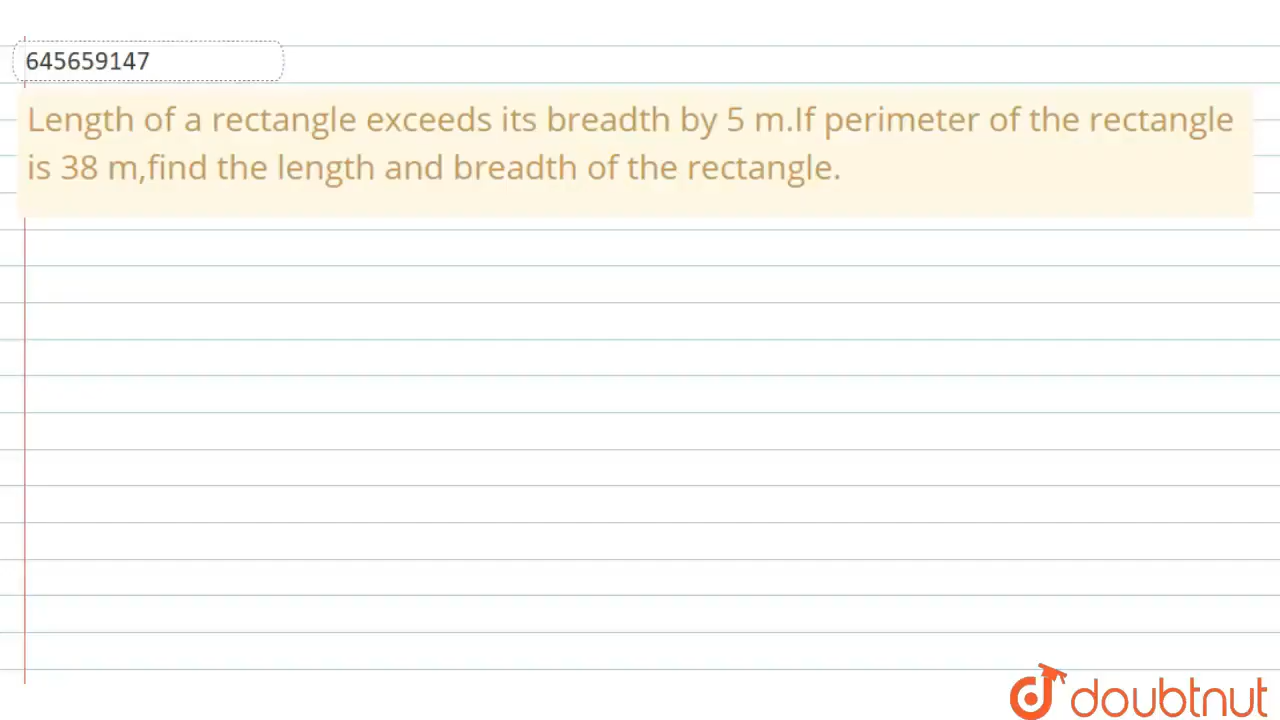 645659147
Length of a rectangle exceeds its breadth by 5 m.If perimeter of the rectangle
is 38 m,find the length and breadth of the rectangle.
doubtnut